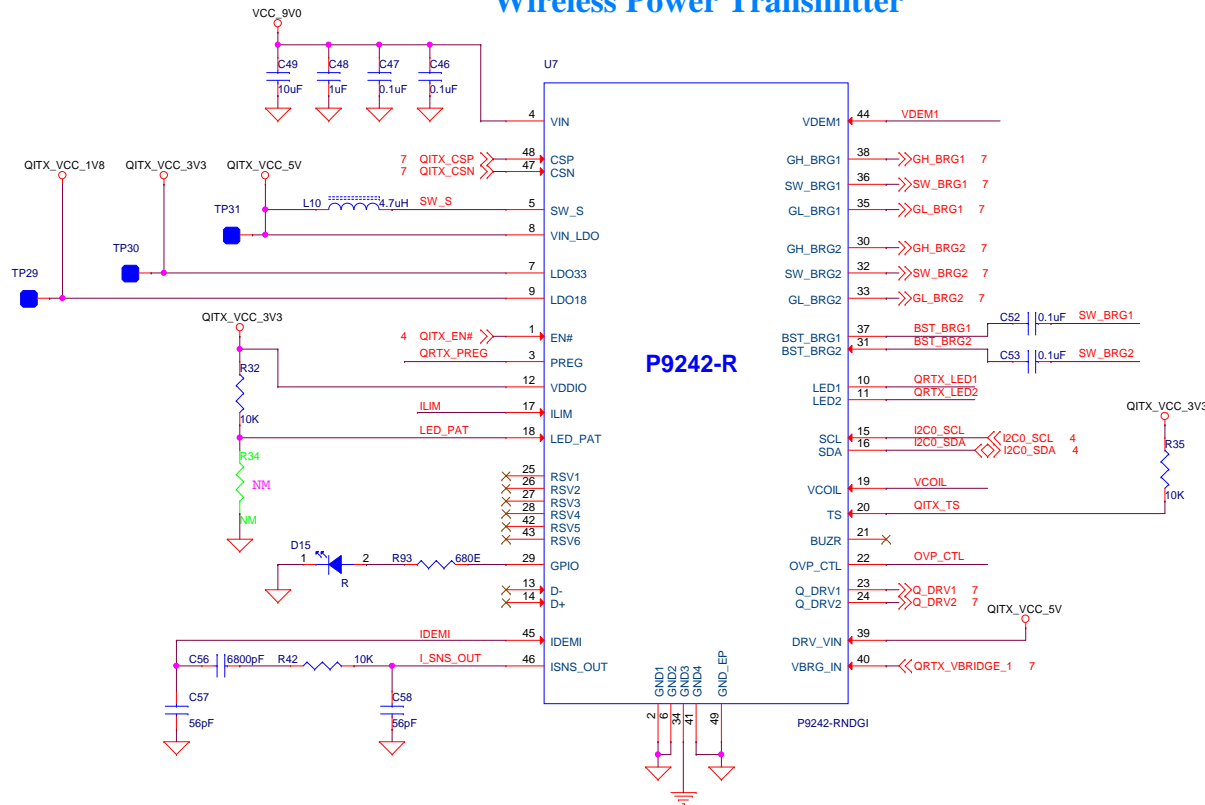 Wireless Power Transmitter
VCC_9V0
C49
10uF
C48
1uF
C47
0.1uF
C46
0.1uF
U7
4 VIN
VDEM1 44 VDEM1
7 QITX_CSP 48 CSP
7 QITX_CSN 47 CSN
GH_BRG1 38 GH_BRG1 7
SW_BRG1 36 SW_BRG1 7
GL_BRG1 35 GL_BRG1 7
QITX_VCC_1V8
QITX_VCC_3V3
QITX_VCC_5V
L10 4.7uH SW_S 5 SW_S
TP31
8 VIN_LDO
TP30
7 LDO33
TP29
9 LDO18
GH_BRG2 30 GH_BRG2 7
SW_BRG2 32 SW_BRG2 7
GL_BRG2 33 GL_BRG2 7
QITX_VCC_3V3
4 QITX_EN# 1 EN#
QRTX_PREG 3 PREG
R32
10K
12 VDDIO
ILIM 17 ILIM
LED_PAT 18 LED_PAT
R34
NM
NM
P9242-R
BST_BRG1 37 BST_BRG1 C52 0.1uF SW_BRG1
BST_BRG2 31 BST_BRG2 C53 0.1uF SW_BRG2
LED1 10 QRTX_LED1
LED2 11 QRTX_LED2
QITX_VCC_3V3
SCL 15 I2C0_SCL I2C0_SCL 4
SDA 16 I2C0_SDA I2C0_SDA 4
R35
10K
25 RSV1
26 RSV2
27 RSV3
28 RSV4
42 RSV5
43 RSV6
VCOIL 19 VCOIL
TS 20 QITX_TS
BUZR 21
D15
1 2
R
R93 680E 29 GPIO
OVP_CTL 22 OVP_CTL
13 D-
14 D+
Q_DRV1 23 Q_DRV1 7
Q_DRV2 24 Q_DRV2 7
QITX_VCC_5V
IDEMI 45 IDEMI
DRV_VIN 39
C56 6800pF R42 10K I_SNS_OUT 46 ISNS_OUT
VBRG_IN 40 QRTX_VBRIDGE_1 7
C57
56pF
C58
56pF
GND1 GND2 GND3 GND4 GND_EP
2 6 34 41 49
P9242-RNDGI